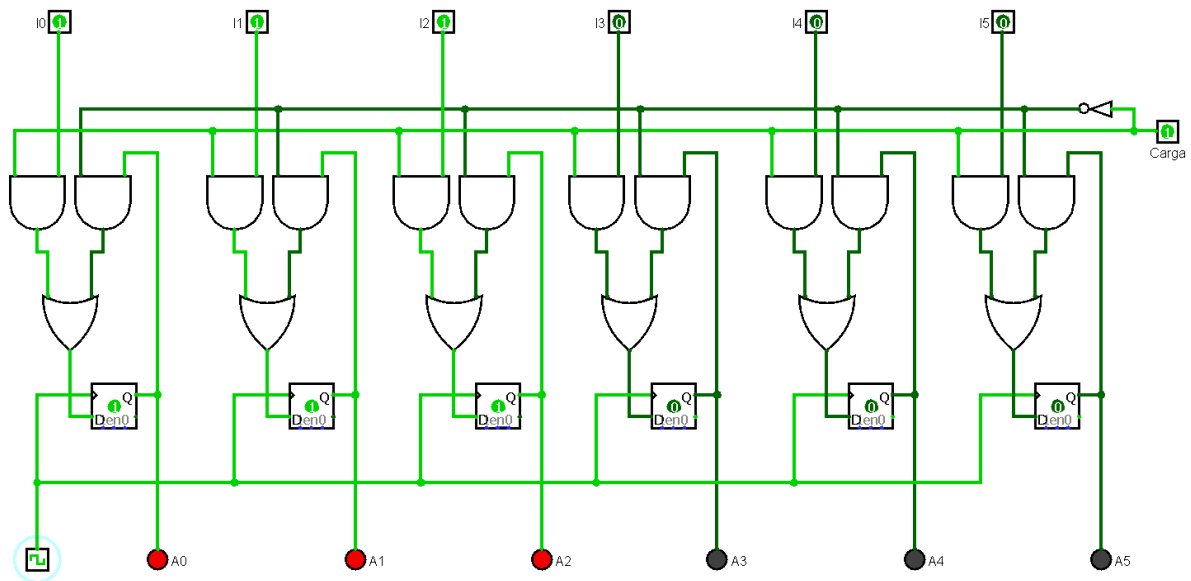 I0 1 I1 1 I2 1 I3 0 I4 0 I5 0
1
Carga
Q Q Q Q Q Q
1 1 1 0 0 0
D en0 D en0 D en0 D en0 D en0 D en0
A0 A1 A2 A3 A4 A5